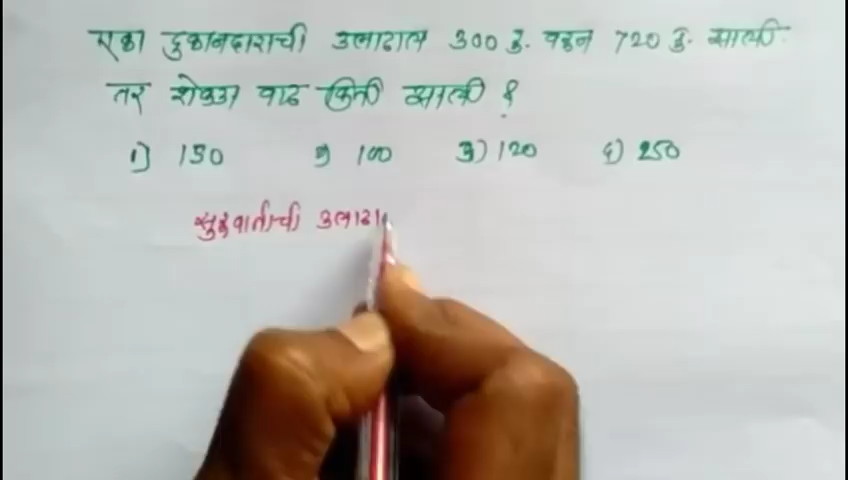 एका दुकानदाराची उलाढाल 300 रु. वरून 720 रु. झाली.
तर शेकडा वाढ किती झाली ?
1) 150 2) 100 3) 120 4) 250
सुरुवातीची उलाढा